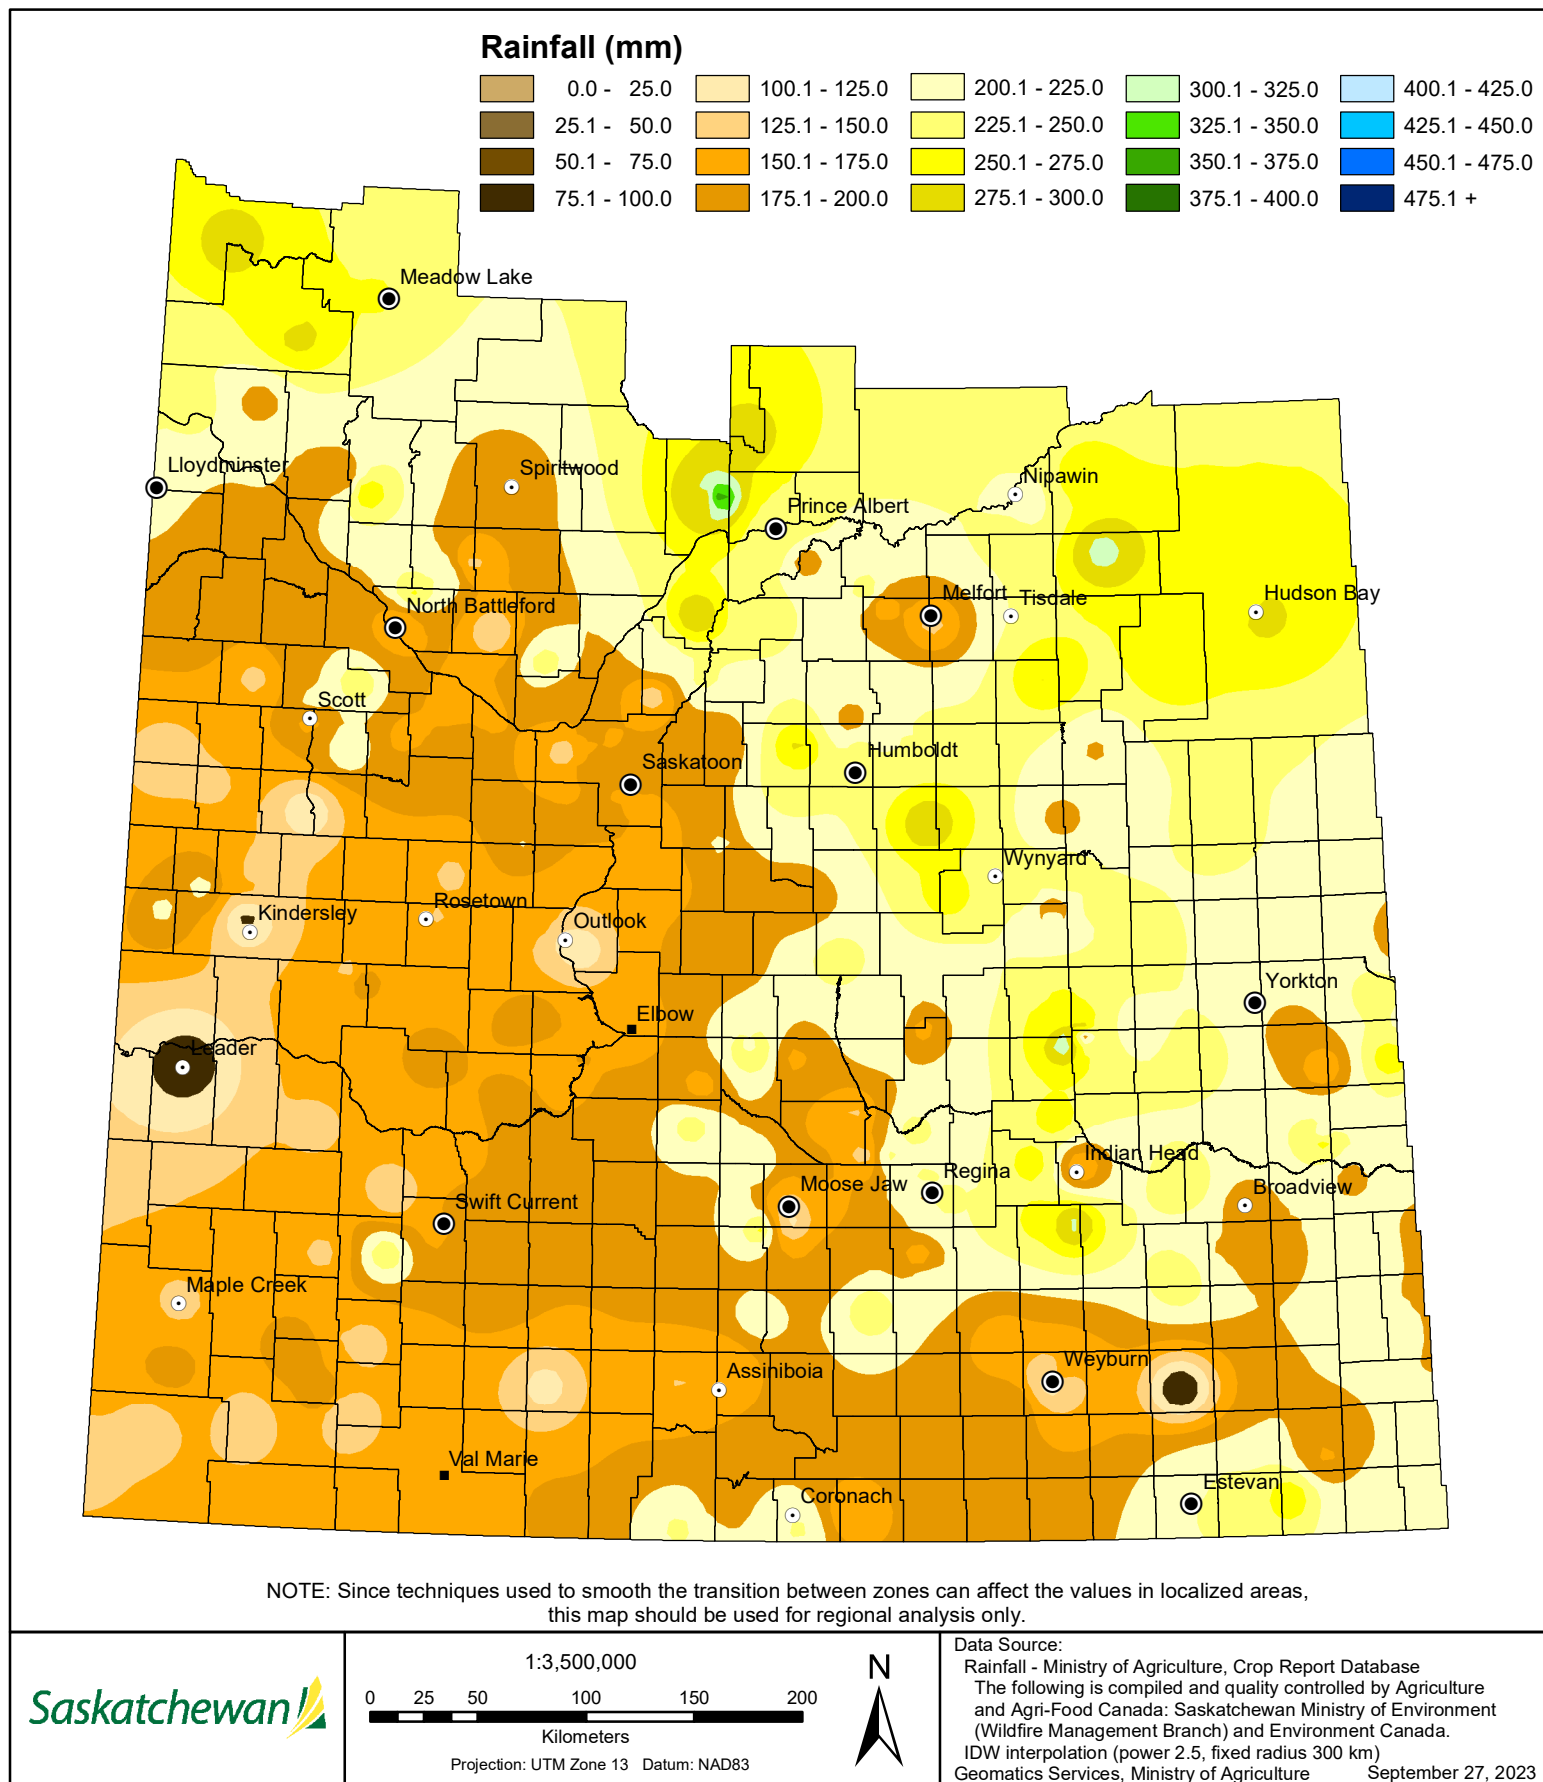 Rainfall (mm)
0.0 - 25.0
25.1 - 50.0
50.1 - 75.0
75.1 - 100.0
100.1 - 125.0
125.1 - 150.0
150.1 - 175.0
175.1 - 200.0
200.1 - 225.0
225.1 - 250.0
250.1 - 275.0
275.1 - 300.0
300.1 - 325.0
325.1 - 350.0
350.1 - 375.0
375.1 - 400.0
400.1 - 425.0
425.1 - 450.0
450.1 - 475.0
475.1 +
Meadow Lake
Lloydminster
Spiritwood
Nipawin
Prince Albert
North Battleford
Melfort
Tisdale
Hudson Bay
Scott
Saskatoon
Humboldt
Wynyard
Kindersley
Rosetown
Outlook
Yorkton
Elbow
Leader
Indian Head
Regina
Moose Jaw
Broadview
Swift Current
Maple Creek
Weyburn
Assiniboia
Val Marie
Estevan
Coronach
NOTE: Since techniques used to smooth the transition between zones can affect the values in localized areas,
this map should be used for regional analysis only.
Saskatchewan
1:3,500,000
0 25 50 100 150 200
Kilometers
Projection: UTM Zone 13 Datum: NAD83
N
Data Source:
Rainfall - Ministry of Agriculture, Crop Report Database
The following is compiled and quality controlled by Agriculture
and Agri-Food Canada: Saskatchewan Ministry of Environment
(Wildfire Management Branch) and Environment Canada.
IDW interpolation (power 2.5, fixed radius 300 km)
Geomatics Services, Ministry of Agriculture September 27, 2023